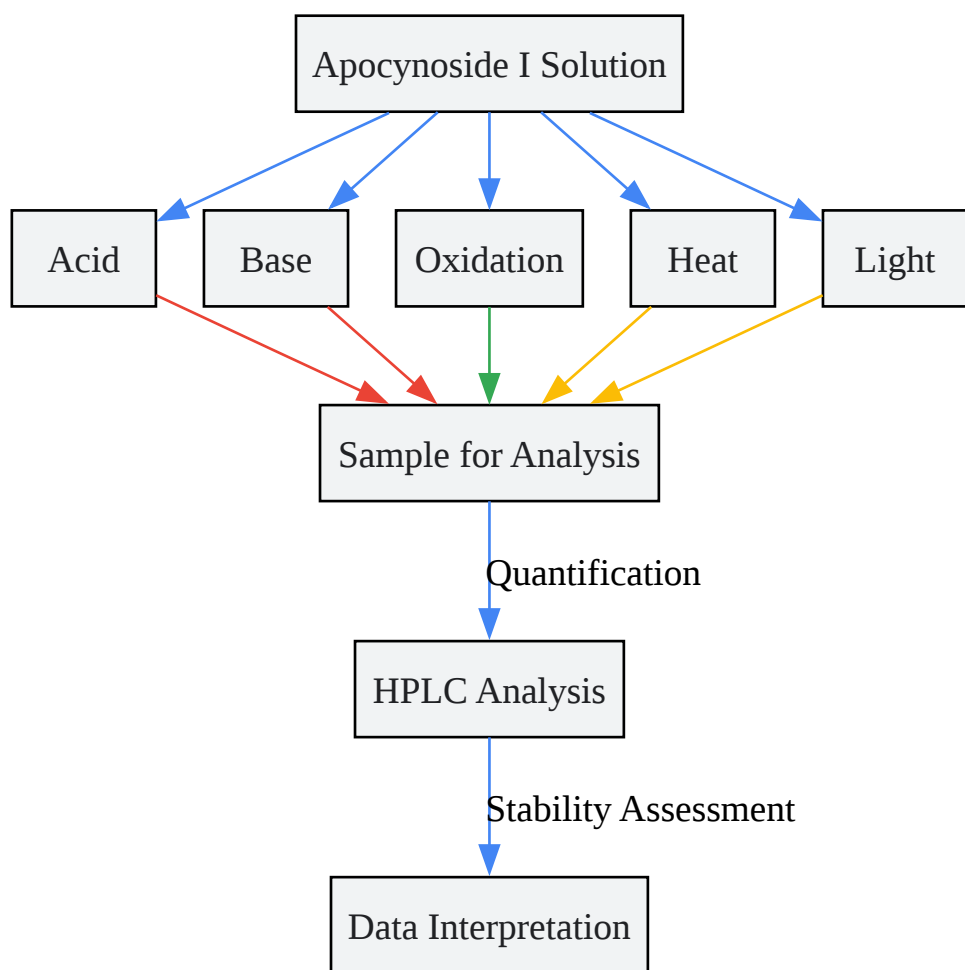 Apocynoside I Solution
Acid
Base
Oxidation
Heat
Light
Sample for Analysis
Quantification
HPLC Analysis
Stability Assessment
Data Interpretation